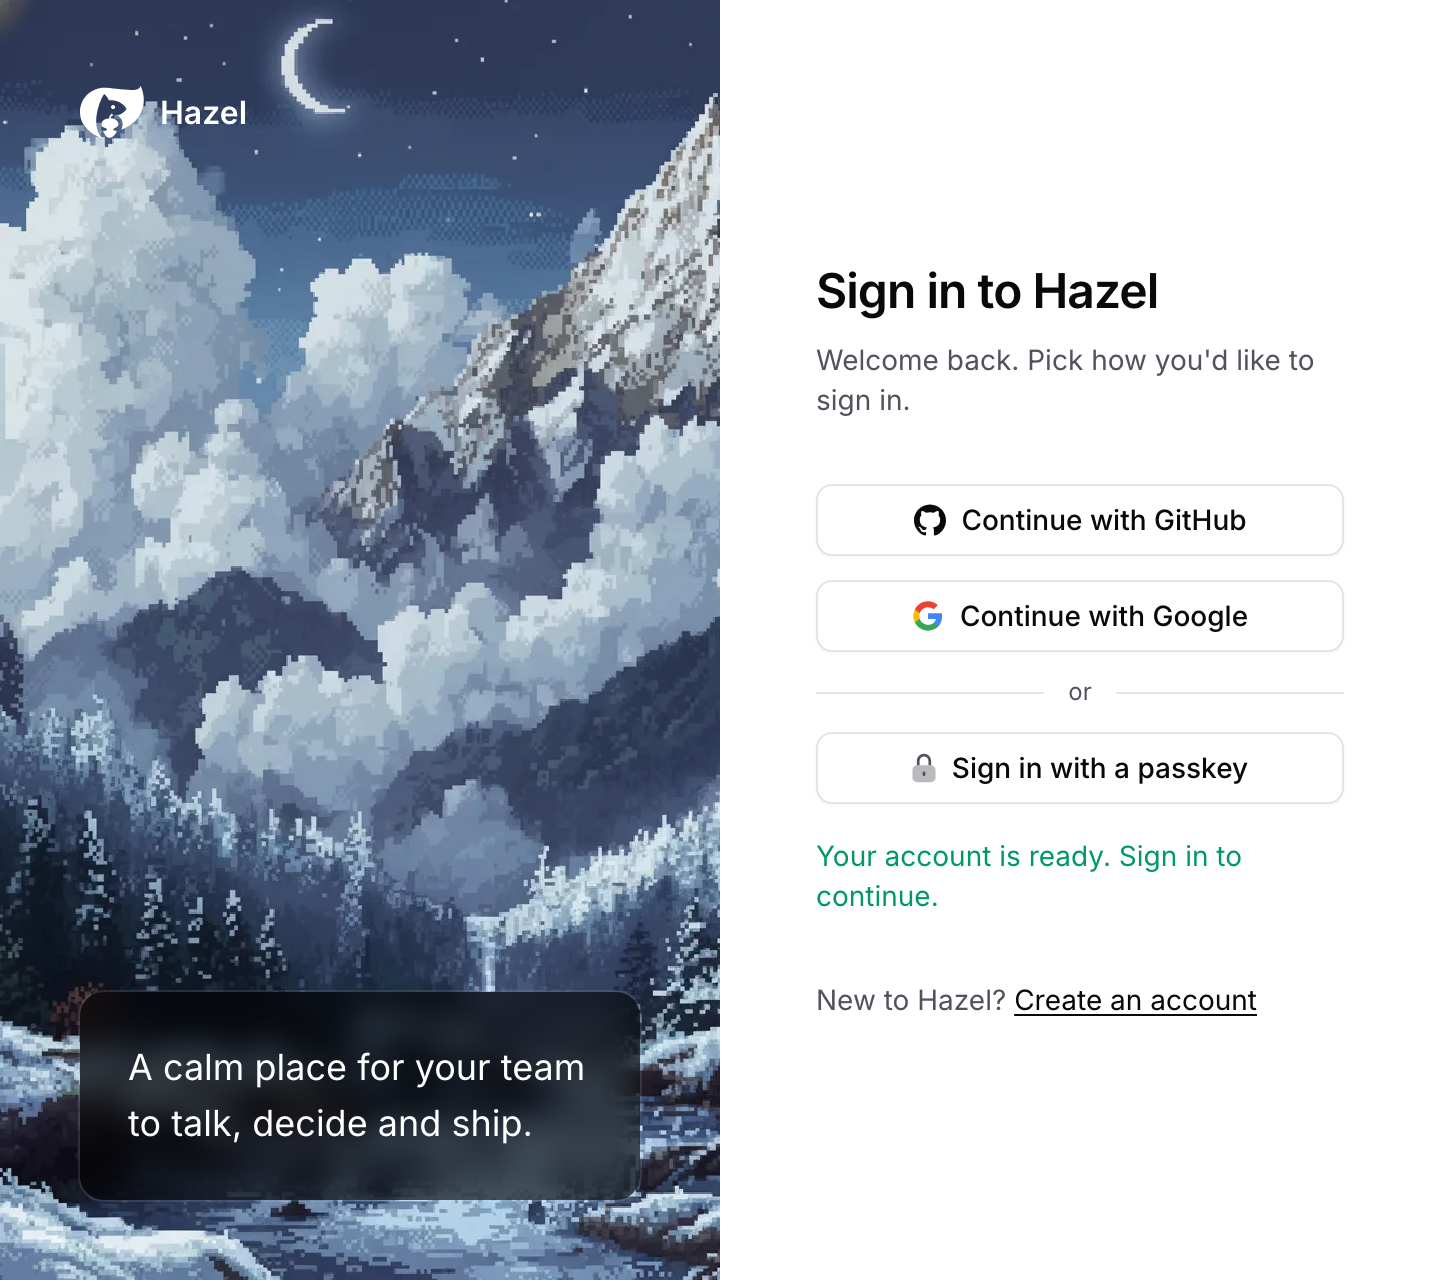 Hazel
A calm place for your team
to talk, decide and ship.
Sign in to Hazel
Welcome back. Pick how you'd like to
sign in.
Continue with GitHub
Continue with Google
or
Sign in with a passkey
Your account is ready. Sign in to
continue.
New to Hazel? Create an account